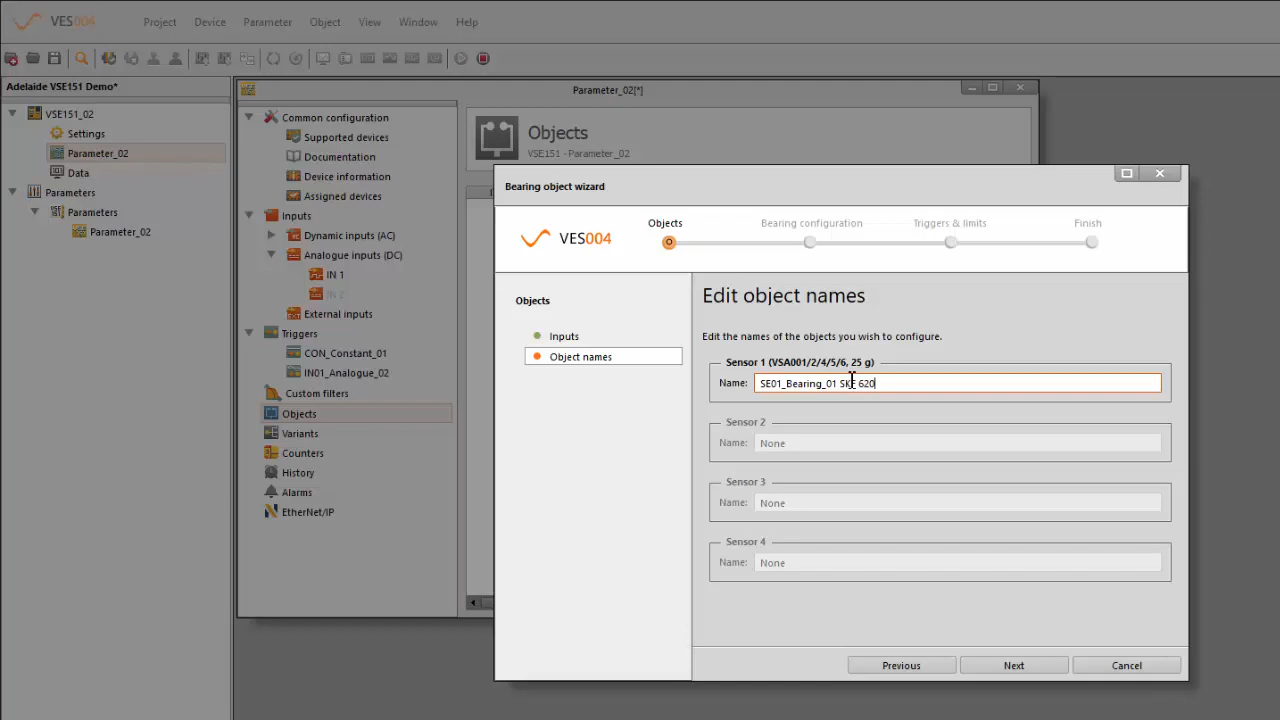 VES004
Project Device Parameter Object View Window Help
Adelaide VSE151 Demo*
VSE151_02
Settings
Parameter_02
Data
Parameters
Parameters
Parameter_02
Parameter_02[*]
Common configuration
Supported devices
Documentation
Device information
Assigned devices
Inputs
Dynamic inputs (AC)
Analogue inputs (DC)
IN 1
IN 2
External inputs
Triggers
CON_Constant_01
IN01_Analogue_02
Custom filters
Objects
Variants
Counters
History
Alarms
EtherNet/IP
Objects
VSE151 - Parameter_02
Bearing object wizard
VES004
Objects Bearing configuration Triggers & limits Finish
Objects
Inputs
Object names
Edit object names
Edit the names of the objects you wish to configure.
Sensor 1 (VSA001/2/4/5/6, 25 g)
Name: SE01_Bearing_01 SKF 620
Sensor 2
Name: None
Sensor 3
Name: None
Sensor 4
Name: None
Previous Next Cancel